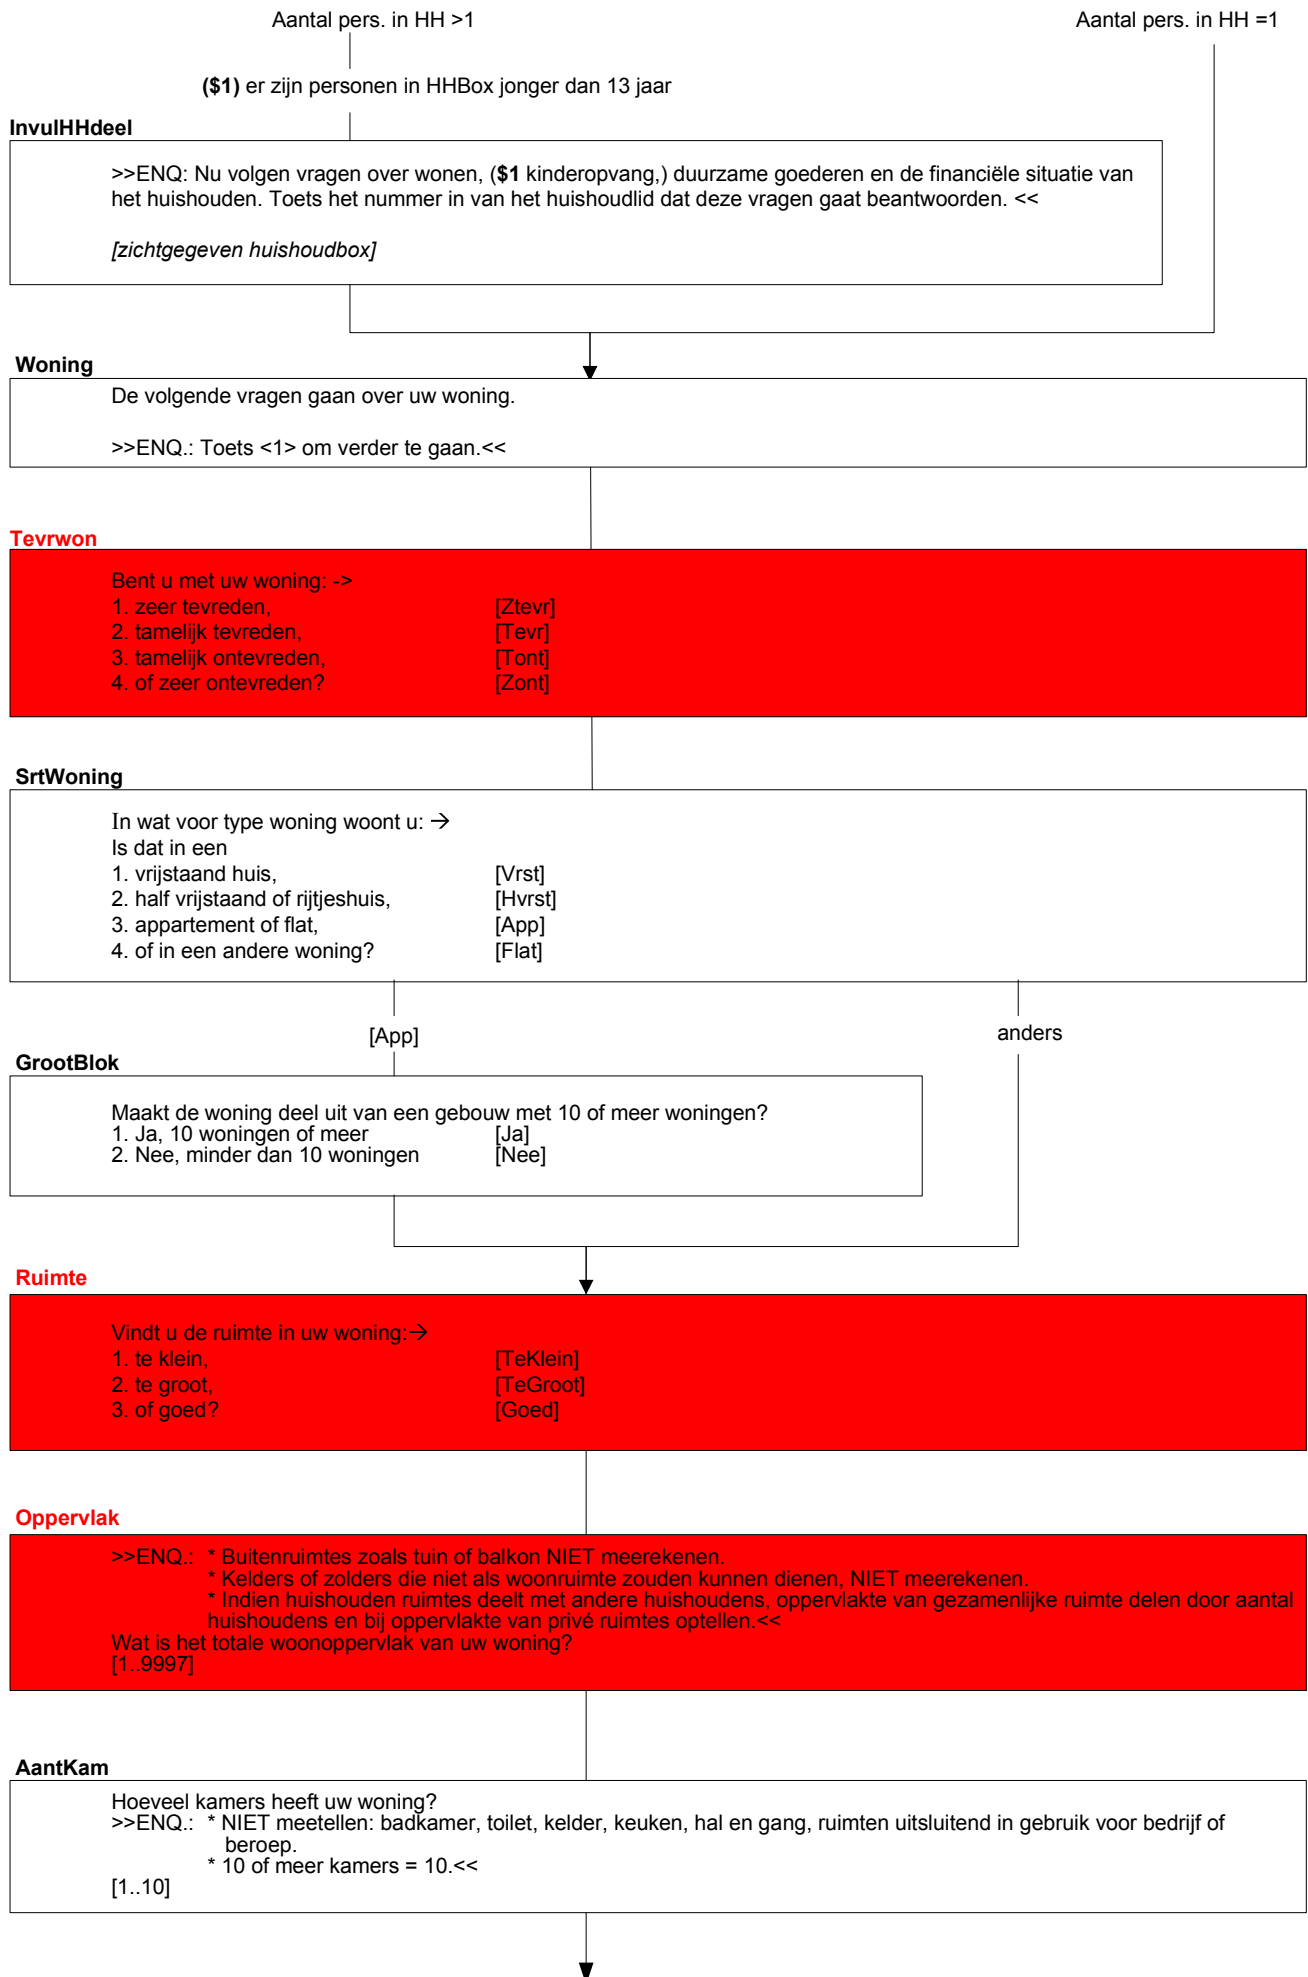 Aantal pers. in HH >1
Aantal pers. in HH =1
($1) er zijn personen in HHBox jonger dan 13 jaar
InvulHHdeel
>>ENQ: Nu volgen vragen over wonen, ($1 kinderopvang,) duurzame goederen en de financiële situatie van
het huishouden. Toets het nummer in van het huishoudlid dat deze vragen gaat beantwoorden. <<
[zichtgegeven huishoudbox]
Woning
De volgende vragen gaan over uw woning.
>>ENQ.: Toets <1> om verder te gaan.<<
Tevrwon
Bent u met uw woning: ->
1. zeer tevreden, [Ztevr]
2. tamelijk tevreden, [Tevr]
3. tamelijk ontevreden, [Tont]
4. of zeer ontevreden? [Zont]
SrtWoning
In wat voor type woning woont u: →
Is dat in een
1. vrijstaand huis, [Vrst]
2. half vrijstaand of rijtjeshuis, [Hvrst]
3. appartement of flat, [App]
4. of in een andere woning? [Flat]
[App]
anders
GrootBlok
Maakt de woning deel uit van een gebouw met 10 of meer woningen?
1. Ja, 10 woningen of meer [Ja]
2. Nee, minder dan 10 woningen [Nee]
Ruimte
Vindt u de ruimte in uw woning:→
1. te klein, [TeKlein]
2. te groot, [TeGroot]
3. of goed? [Goed]
Oppervlak
>>ENQ.: * Buitenruimtes zoals tuin of balkon NIET meerekenen.
* Kelders of zolders die niet als woonruimte zouden kunnen dienen, NIET meerekenen.
* Indien huishouden ruimtes deelt met andere huishoudens, oppervlakte van gezamenlijke ruimte delen door aantal
huishoudens en bij oppervlakte van privé ruimtes optellen.<<
Wat is het totale woonoppervlak van uw woning?
[1..9997]
AantKam
Hoeveel kamers heeft uw woning?
>>ENQ.: * NIET meetellen: badkamer, toilet, kelder, keuken, hal en gang, ruimten uitsluitend in gebruik voor bedrijf of
beroep.
* 10 of meer kamers = 10.<<
[1..10]